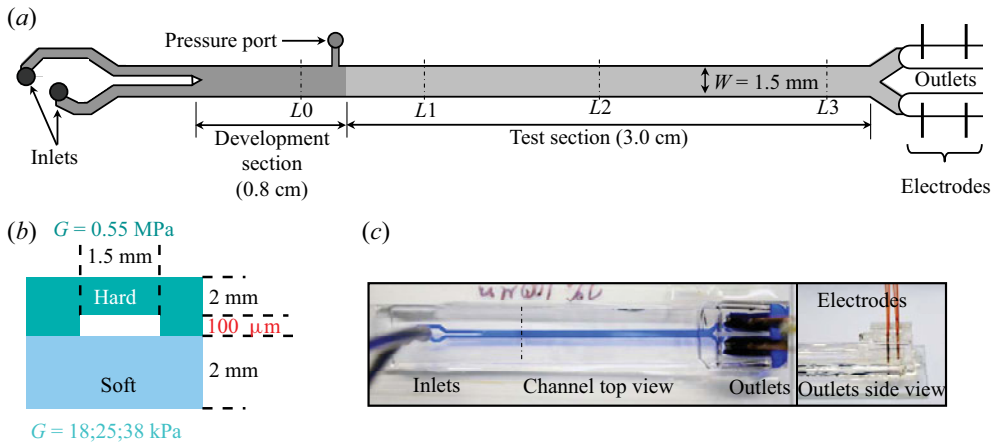 (a)
Pressure port
W = 1.5 mm
Outlets
L0
L1
L2
L3
Inlets
Development
section
(0.8 cm)
Test section (3.0 cm)
Electrodes
(b)
G = 0.55 MPa
1.5 mm
Hard
2 mm
100 μm
Soft
2 mm
G = 18;25;38 kPa
(c)
Electrodes
Inlets
Channel top view
Outlets
Outlets side view